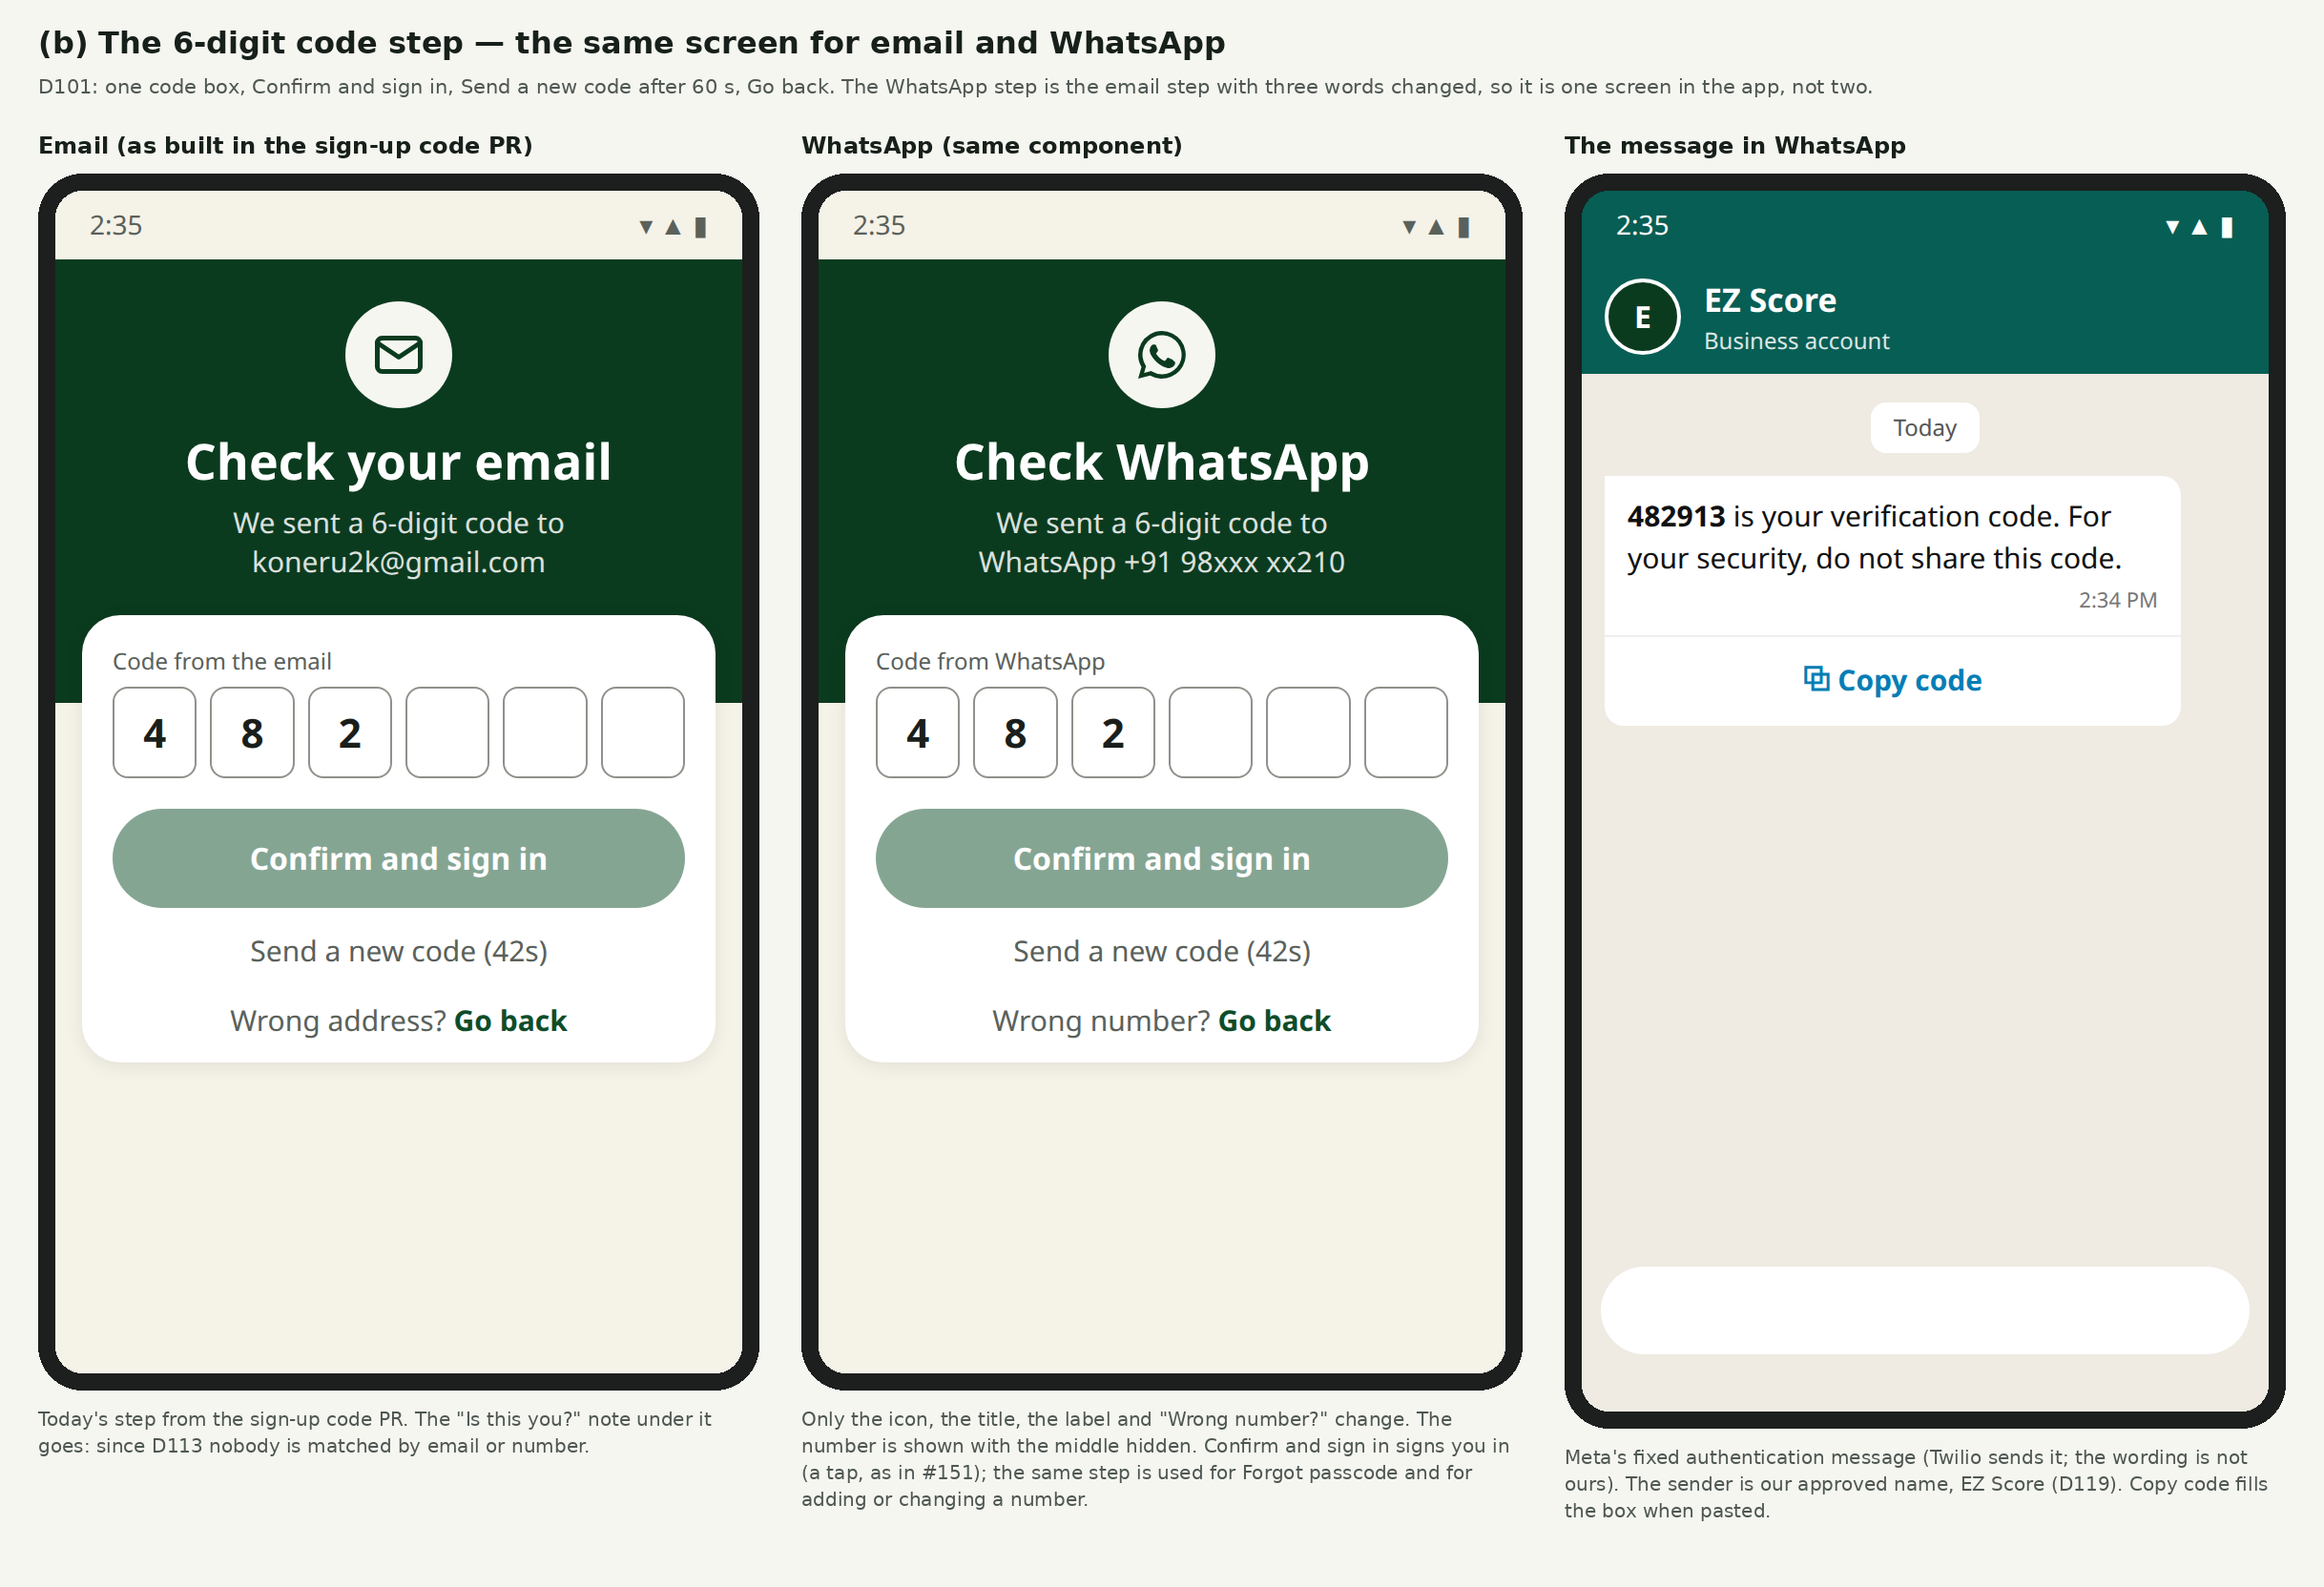 (b) The 6-digit code step — the same screen for email and WhatsApp
D101: one code box, Confirm and sign in, Send a new code after 60 s, Go back. The WhatsApp step is the email step with three words changed, so it is one screen in the app, not two.
Email (as built in the sign-up code PR)
2:35
Check your email
We sent a 6-digit code to
koneru2k@gmail.com
Code from the email
4 8 2
Confirm and sign in
Send a new code (42s)
Wrong address? Go back
Today's step from the sign-up code PR. The "Is this you?" note under it
goes: since D113 nobody is matched by email or number.
WhatsApp (same component)
2:35
Check WhatsApp
We sent a 6-digit code to
WhatsApp +91 98xxx xx210
Code from WhatsApp
4 8 2
Confirm and sign in
Send a new code (42s)
Wrong number? Go back
Only the icon, the title, the label and "Wrong number?" change. The
number is shown with the middle hidden. Confirm and sign in signs you in
(a tap, as in #151); the same step is used for Forgot passcode and for
adding or changing a number.
The message in WhatsApp
2:35
E
EZ Score
Business account
Today
482913 is your verification code. For
your security, do not share this code.
2:34 PM
Copy code
Meta's fixed authentication message (Twilio sends it; the wording is not
ours). The sender is our approved name, EZ Score (D119). Copy code fills
the box when pasted.